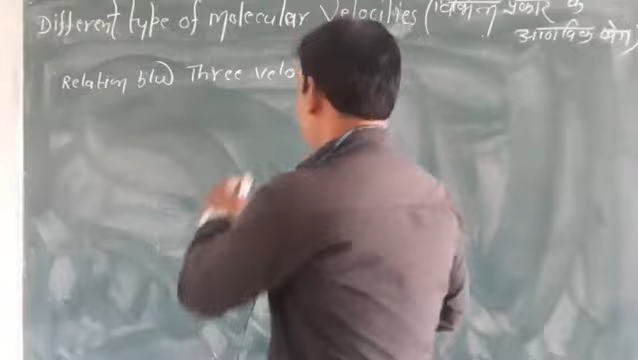 Different type of molecular Velocities (विभिन्न प्रकार के
आणविक वेग)
Relation b/w Three velo